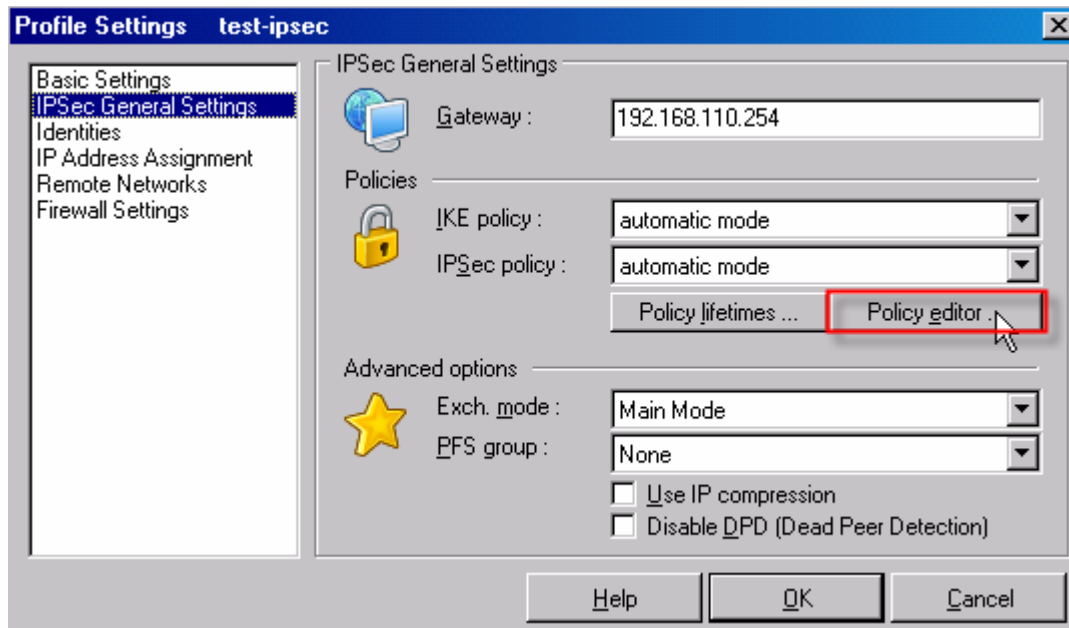 Profile Settings test-ipsec
Basic Settings
IPSec General Settings
Identities
IP Address Assignment
Remote Networks
Firewall Settings
IPSec General Settings
Gateway : 192.168.110.254
Policies
IKE policy : automatic mode
IPSec policy : automatic mode
Policy lifetimes ... Policy editor .
Advanced options
Exch. mode : Main Mode
PFS group : None
Use IP compression
Disable DPD (Dead Peer Detection)
Help OK Cancel